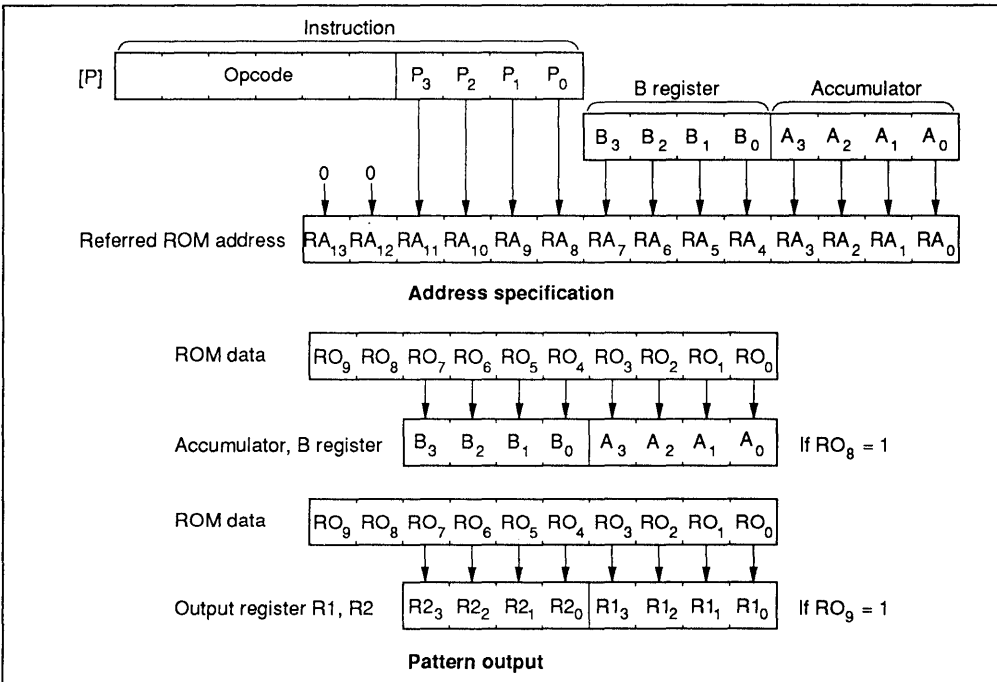 Instruction
[P] Opcode P3 P2 P1 P0
B register Accumulator
B3 B2 B1 B0 A3 A2 A1 A0
0 0
Referred ROM address RA13 RA12 RA11 RA10 RA9 RA8 RA7 RA6 RA5 RA4 RA3 RA2 RA1 RA0
Address specification
ROM data RO9 RO8 RO7 RO6 RO5 RO4 RO3 RO2 RO1 RO0
Accumulator, B register B3 B2 B1 B0 A3 A2 A1 A0 If RO8 = 1
ROM data RO9 RO8 RO7 RO6 RO5 RO4 RO3 RO2 RO1 RO0
Output register R1, R2 R23 R22 R21 R20 R13 R12 R11 R10 If RO9 = 1
Pattern output